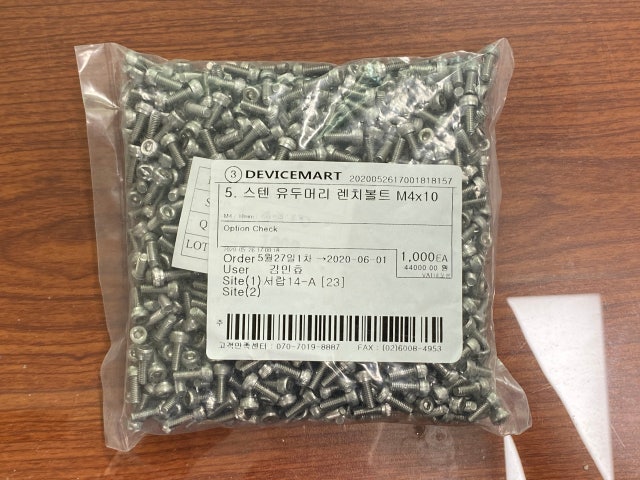 3 DEVICEMART 2020052617001818157
5. 스텐 유두머리 렌치볼트 M4x10
Option Check
Q
LOT
Order 5월27일1차 →2020-06-01
1,000EA
44000.00 원
User 김민효
Site(1) 서랍14-A [23]
Site(2)
주
고객만족센터 : 070-7019-8887 FAX : (02)6008-4953